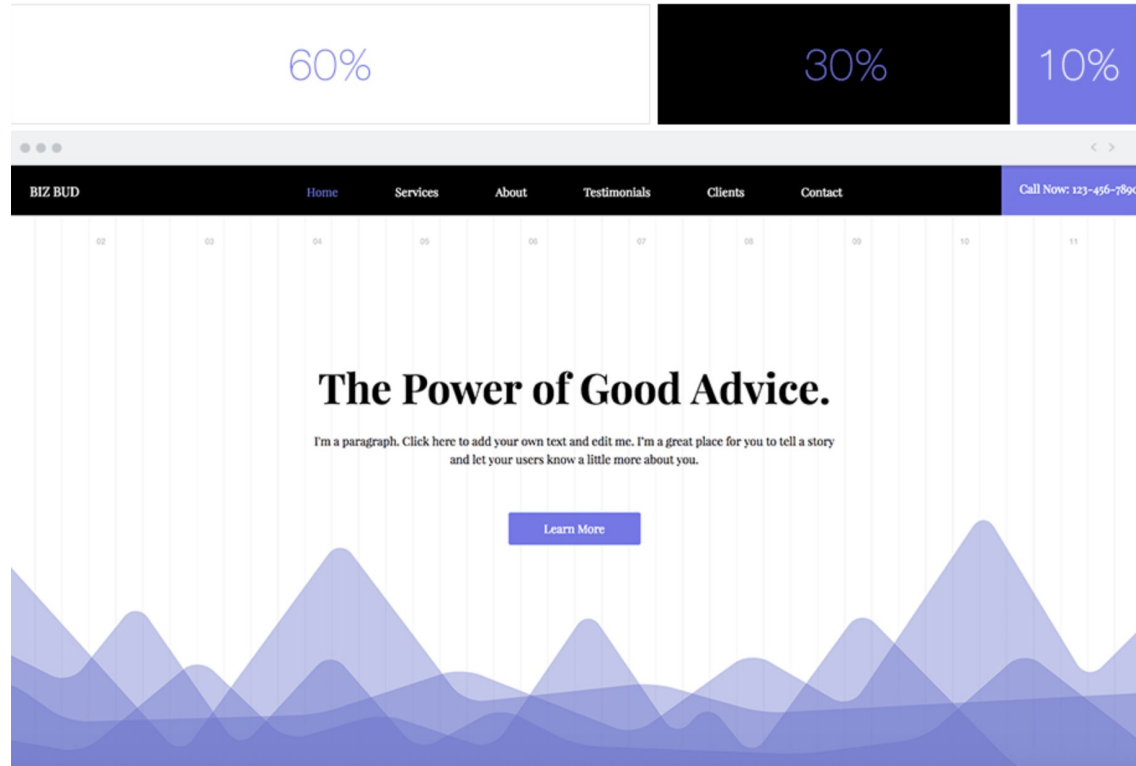 60% 30% 10%
BIZ BUD Home Services About Testimonials Clients Contact Call Now: 123-456-7890
02 03 04 05 06 07 08 09 10 11
The Power of Good Advice.
I'm a paragraph. Click here to add your own text and edit me. I'm a great place for you to tell a story
and let your users know a little more about you.
Learn More